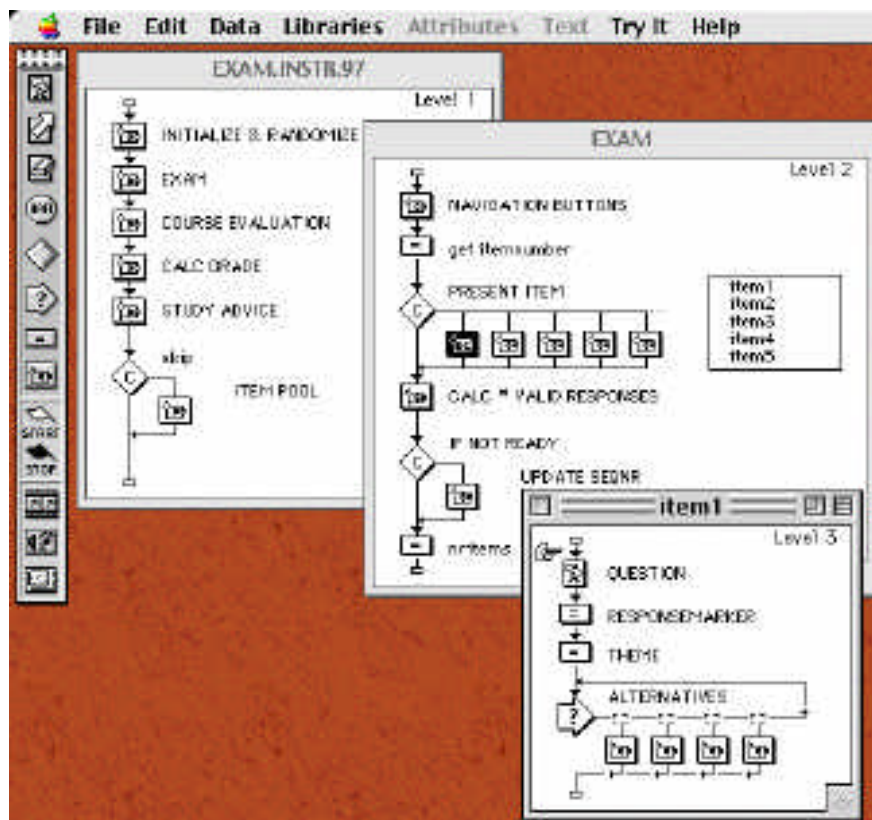 File Edit Data Libraries Attributes Text Try It Help
EXAM.INSTR.97
Level 1
INITIALIZE & RANDOMIZE
EXAM
COURSE EVALUATION
CALC GRADE
STUDY ADVICE
skip
ITEM POOL
START
STOP
EXAM
Level 2
NAVIGATION BUTTONS
get itemnumber
PRESENT ITEM
item1
item2
item3
item4
item5
CALC # VALID RESPONSES
IF NOT READY
UPDATE SEQNR
nritems
item1
Level 3
QUESTION
RESPONSEMARKER
THEME
ALTERNATIVES